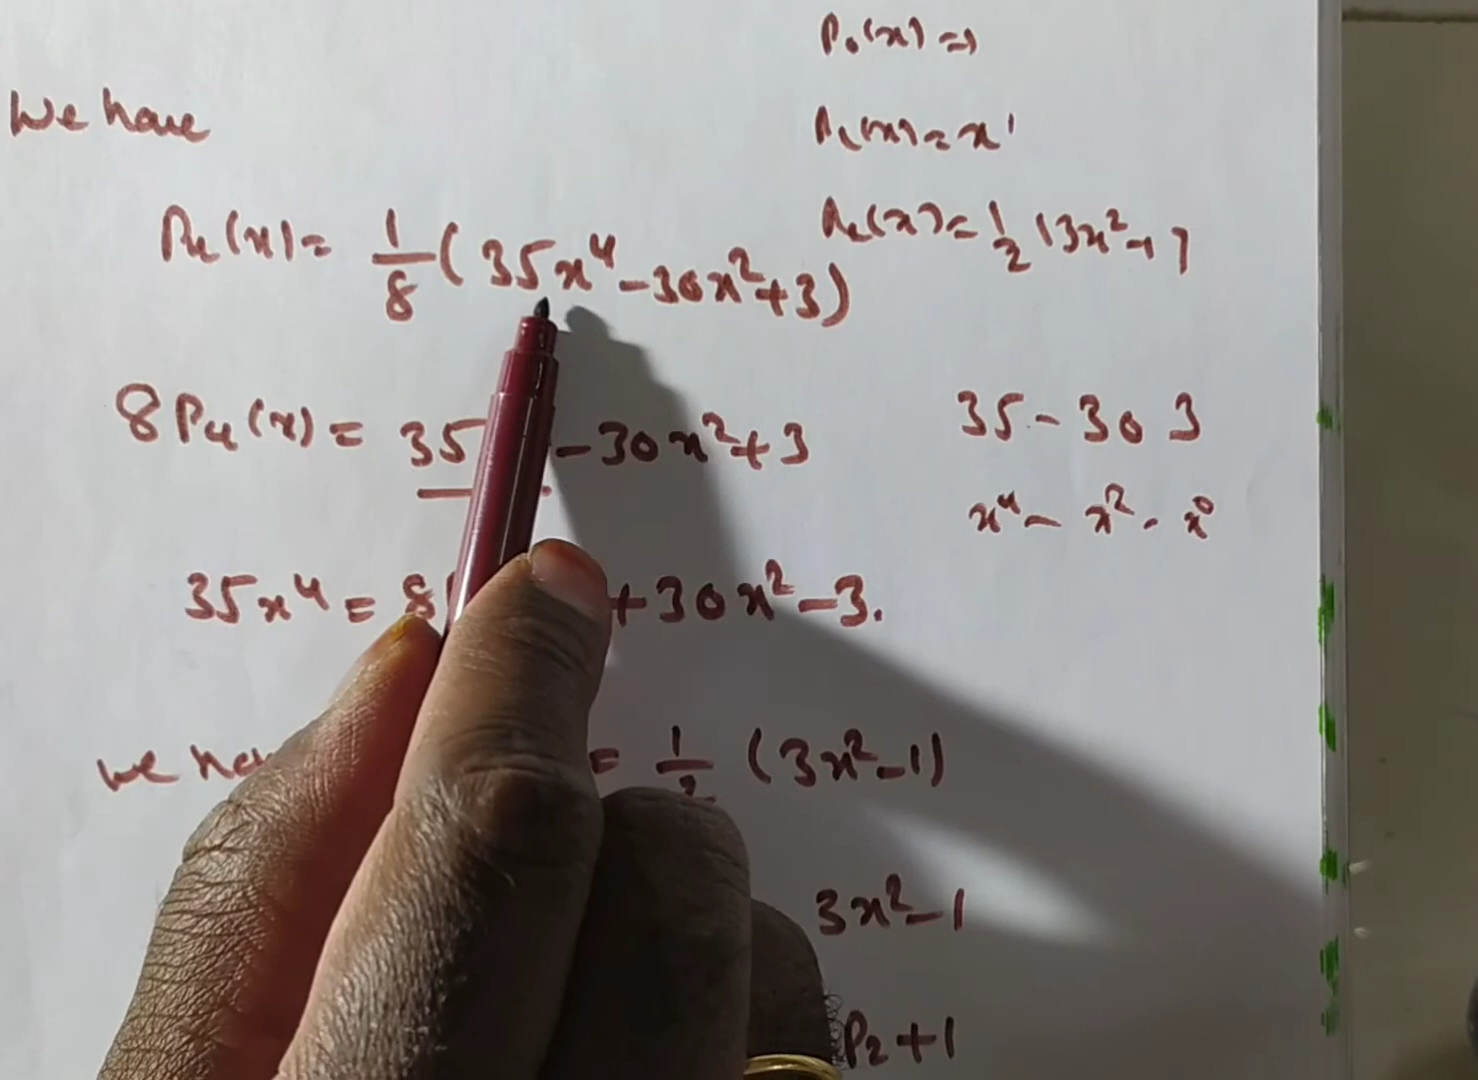 P₀(x) = 1
We have
P₁(x) = x'
P₄(x) = 1/8 (35x⁴ - 30x² + 3)
P₂(x) = 1/2 (3x² - 1)
8P₄(x) = 35 - 30x² + 3
35 - 30 3
x⁴ - x² - x⁰
35x⁴ = 8 + 30x² - 3.
we = 1/2 (3x² - 1)
3x² - 1
P₂ + 1